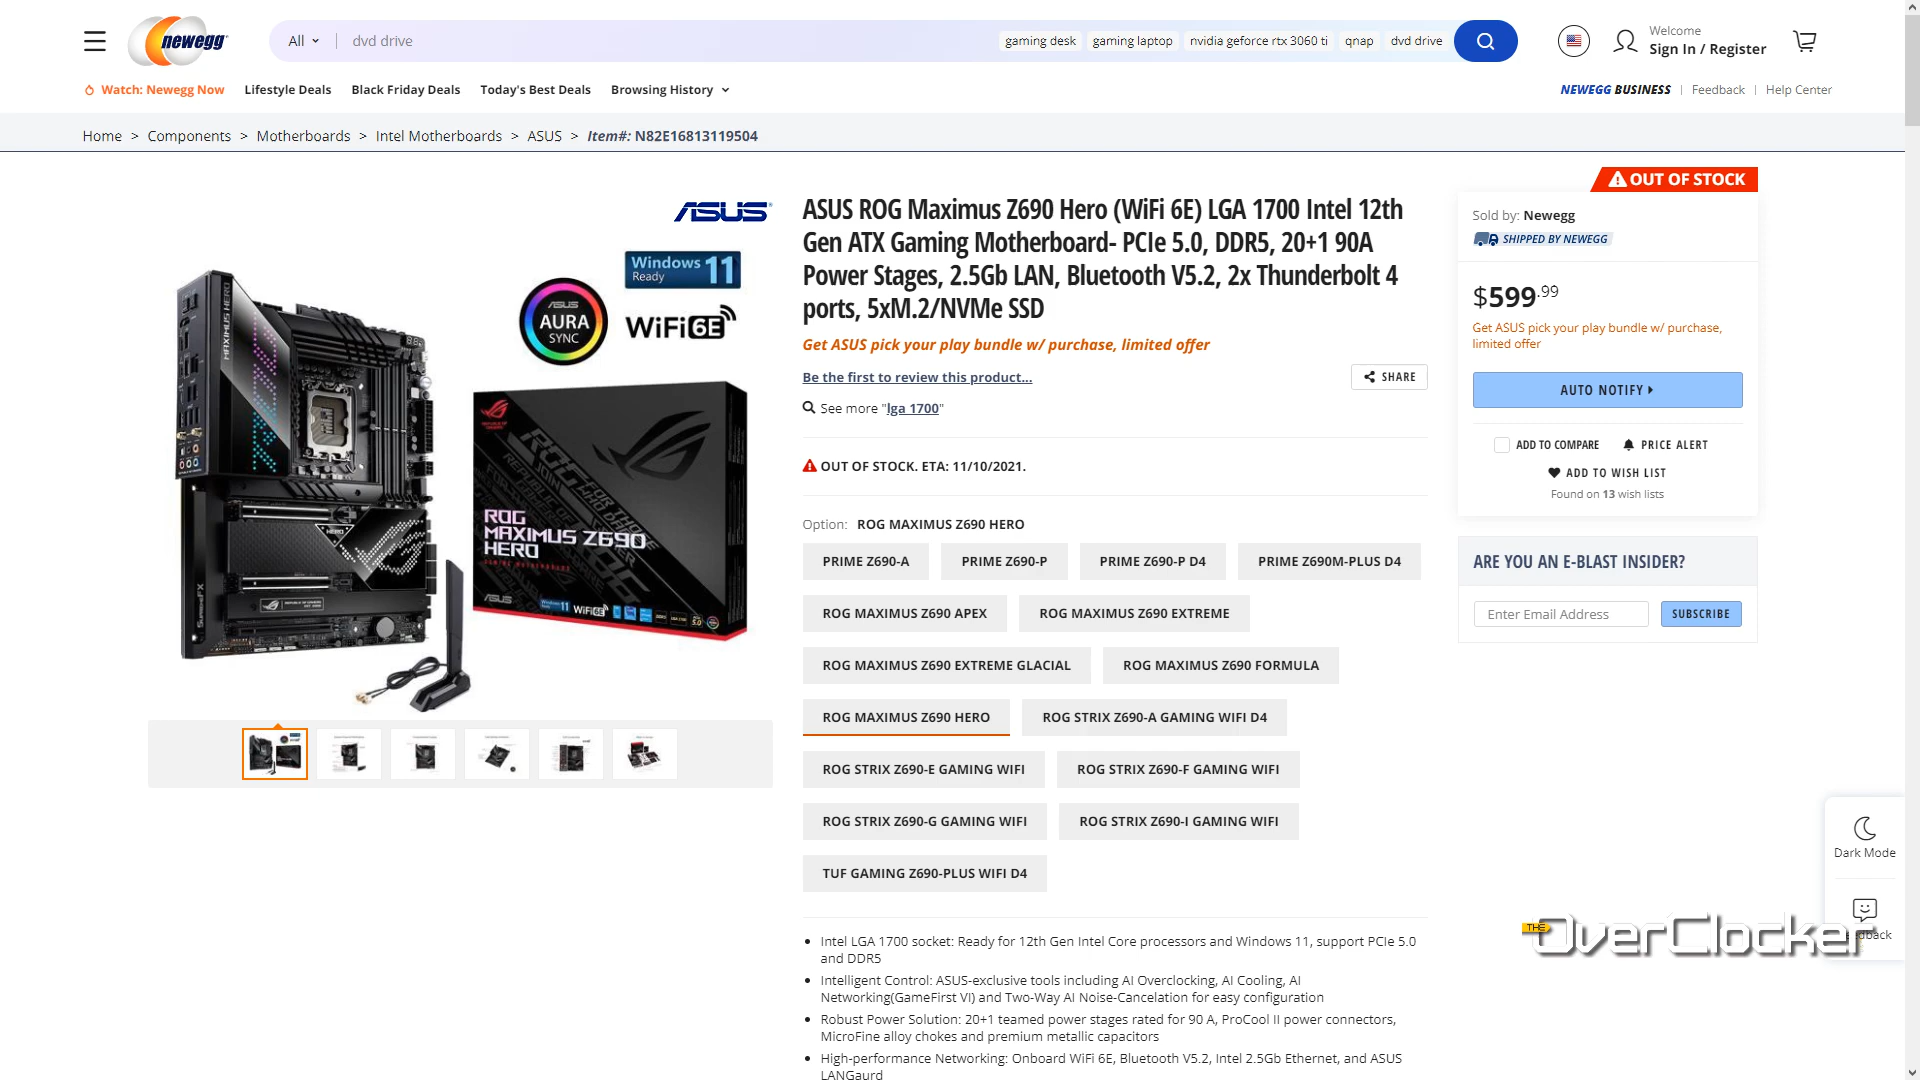 newegg
All
dvd drive
gaming desk
gaming laptop
nvidia geforce rtx 3060 ti
qnap
dvd drive
Welcome
Sign In / Register
Watch: Newegg Now
Lifestyle Deals
Black Friday Deals
Today's Best Deals
Browsing History
NEWEGG BUSINESS | Feedback | Help Center
Home > Components > Motherboards > Intel Motherboards > ASUS > Item#: N82E16813119504
ASUS
Windows 11
Ready
ASUS
AURA
SYNC
WiFi 6E
MAXIMUS HERO
HERO
REPUBLIC OF GAMERS
SupremeFX
ROG
MAXIMUS Z690
HERO
GAMING MOTHERBOARD
ASUS
Windows 11
WiFi 6E
ASUS ROG Maximus Z690 Hero (WiFi 6E) LGA 1700 Intel 12th
Gen ATX Gaming Motherboard- PCIe 5.0, DDR5, 20+1 90A
Power Stages, 2.5Gb LAN, Bluetooth V5.2, 2x Thunderbolt 4
ports, 5xM.2/NVMe SSD
Get ASUS pick your play bundle w/ purchase, limited offer
Be the first to review this product...
SHARE
See more "lga 1700"
OUT OF STOCK. ETA: 11/10/2021.
Option: ROG MAXIMUS Z690 HERO
PRIME Z690-A
PRIME Z690-P
PRIME Z690-P D4
PRIME Z690M-PLUS D4
ROG MAXIMUS Z690 APEX
ROG MAXIMUS Z690 EXTREME
ROG MAXIMUS Z690 EXTREME GLACIAL
ROG MAXIMUS Z690 FORMULA
ROG MAXIMUS Z690 HERO
ROG STRIX Z690-A GAMING WIFI D4
ROG STRIX Z690-E GAMING WIFI
ROG STRIX Z690-F GAMING WIFI
ROG STRIX Z690-G GAMING WIFI
ROG STRIX Z690-I GAMING WIFI
TUF GAMING Z690-PLUS WIFI D4
Intel LGA 1700 socket: Ready for 12th Gen Intel Core processors and Windows 11, support PCIe 5.0
and DDR5
Intelligent Control: ASUS-exclusive tools including AI Overclocking, AI Cooling, AI
Networking(GameFirst VI) and Two-Way AI Noise-Cancelation for easy configuration
Robust Power Solution: 20+1 teamed power stages rated for 90 A, ProCool II power connectors,
MicroFine alloy chokes and premium metallic capacitors
High-performance Networking: Onboard WiFi 6E, Bluetooth V5.2, Intel 2.5Gb Ethernet, and ASUS
LANGaurd
OUT OF STOCK
Sold by: Newegg
SHIPPED BY NEWEGG
$599.99
Get ASUS pick your play bundle w/ purchase,
limited offer
AUTO NOTIFY
ADD TO COMPARE
PRICE ALERT
ADD TO WISH LIST
Found on 13 wish lists
ARE YOU AN E-BLAST INSIDER?
Enter Email Address
SUBSCRIBE
Dark Mode
THE OverClocker